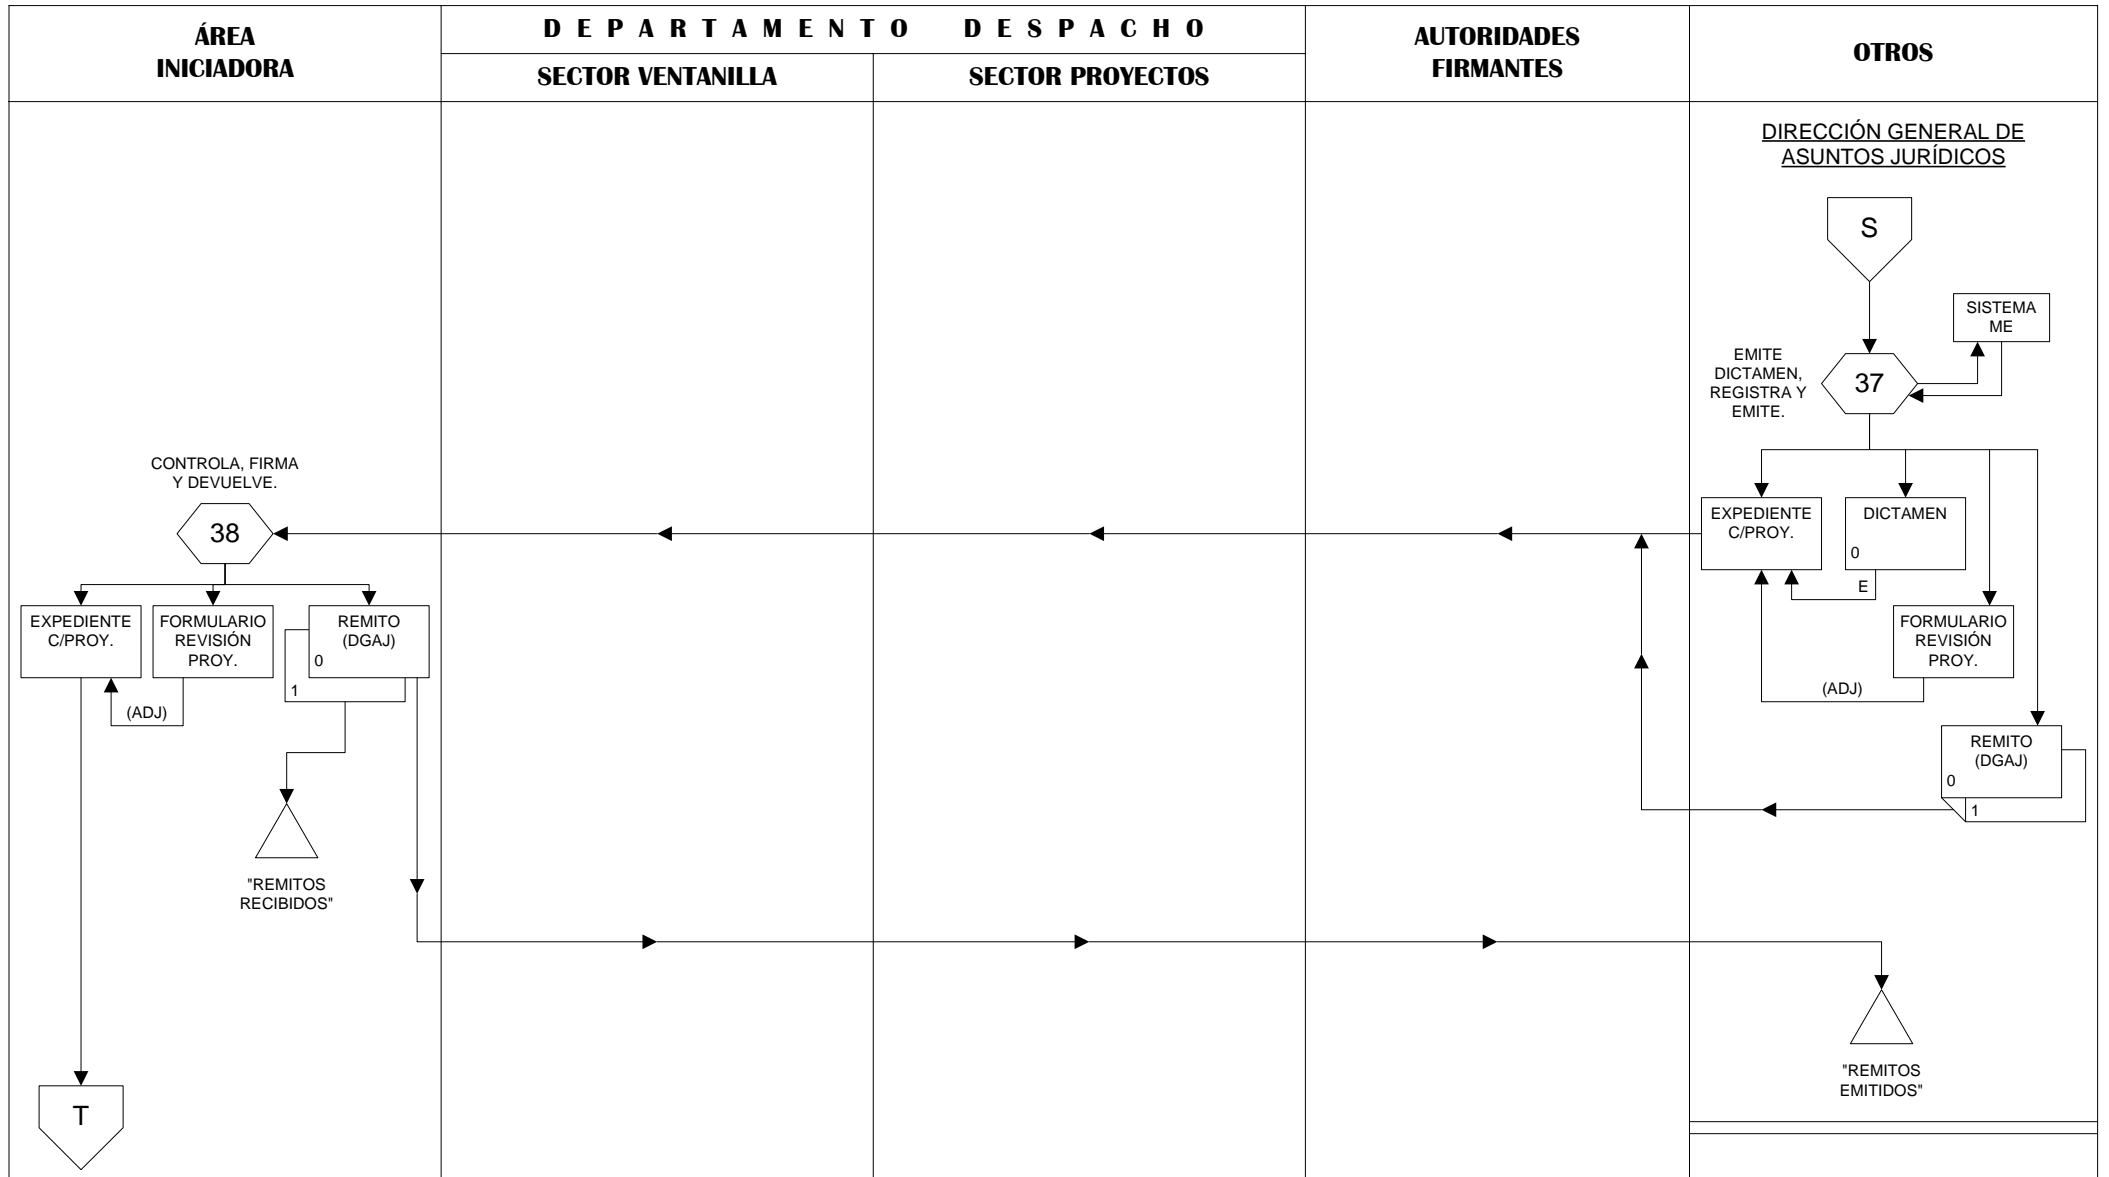 ÁREA
INICIADORA
DEPARTAMENTO DESPACHO
SECTOR VENTANILLA
SECTOR PROYECTOS
AUTORIDADES
FIRMANTES
OTROS
DIRECCIÓN GENERAL DE
ASUNTOS JURÍDICOS
S
SISTEMA
ME
EMITE
DICTAMEN,
REGISTRA Y
EMITE.
37
EXPEDIENTE
C/PROY.
DICTAMEN
0
E
FORMULARIO
REVISIÓN
PROY.
(ADJ)
REMITO
(DGAJ)
0
1
CONTROLA, FIRMA
Y DEVUELVE.
38
EXPEDIENTE
C/PROY.
FORMULARIO
REVISIÓN
PROY.
(ADJ)
REMITO
(DGAJ)
0
1
"REMITOS
RECIBIDOS"
"REMITOS
EMITIDOS"
T